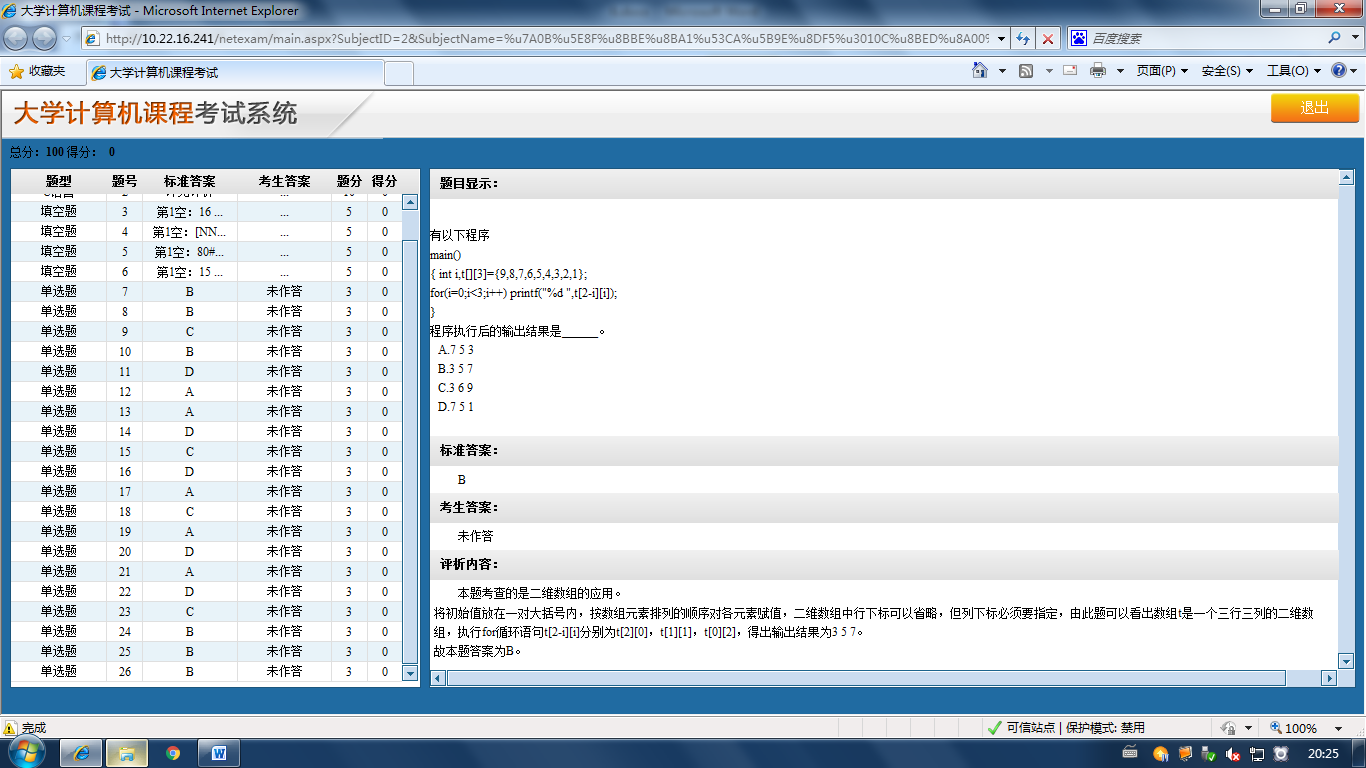 大学计算机课程考试 - Microsoft Internet Explorer
http://10.22.16.241/netexam/main.aspx?SubjectID=2&SubjectName=%u7A0B%u5E8F%u8BBE%u8BA1%u53CA%u5B9E%u8DF5%u3010C%u8BED%u8A00%
百度搜索
收藏夹
大学计算机课程考试
页面(P)
安全(S)
工具(O)
大学计算机课程考试系统
退出
总分：100 得分： 0
题型 题号 标准答案 考生答案 题分 得分
填空题 3 第1空：16 ... ... 5 0
填空题 4 第1空：[NN... ... 5 0
填空题 5 第1空：80#... ... 5 0
填空题 6 第1空：15 ... ... 5 0
单选题 7 B 未作答 3 0
单选题 8 B 未作答 3 0
单选题 9 C 未作答 3 0
单选题 10 B 未作答 3 0
单选题 11 D 未作答 3 0
单选题 12 A 未作答 3 0
单选题 13 A 未作答 3 0
单选题 14 D 未作答 3 0
单选题 15 C 未作答 3 0
单选题 16 D 未作答 3 0
单选题 17 A 未作答 3 0
单选题 18 C 未作答 3 0
单选题 19 A 未作答 3 0
单选题 20 D 未作答 3 0
单选题 21 A 未作答 3 0
单选题 22 D 未作答 3 0
单选题 23 C 未作答 3 0
单选题 24 B 未作答 3 0
单选题 25 B 未作答 3 0
单选题 26 B 未作答 3 0
题目显示：
有以下程序
main()
{ int i,t[][3]={9,8,7,6,5,4,3,2,1};
for(i=0;i<3;i++) printf("%d ",t[2-i][i]);
}
程序执行后的输出结果是______。
A.7 5 3
B.3 5 7
C.3 6 9
D.7 5 1
标准答案：
B
考生答案：
未作答
评析内容：
本题考查的是二维数组的应用。
将初始值放在一对大括号内，按数组元素排列的顺序对各元素赋值，二维数组中行下标可以省略，但列下标必须要指定，由此题可以看出数组t是一个三行三列的二维数
组，执行for循环语句t[2-i][i]分别为t[2][0]，t[1][1]，t[0][2]，得出输出结果为3 5 7。
故本题答案为B。
完成
可信站点 | 保护模式: 禁用
100%
20:25